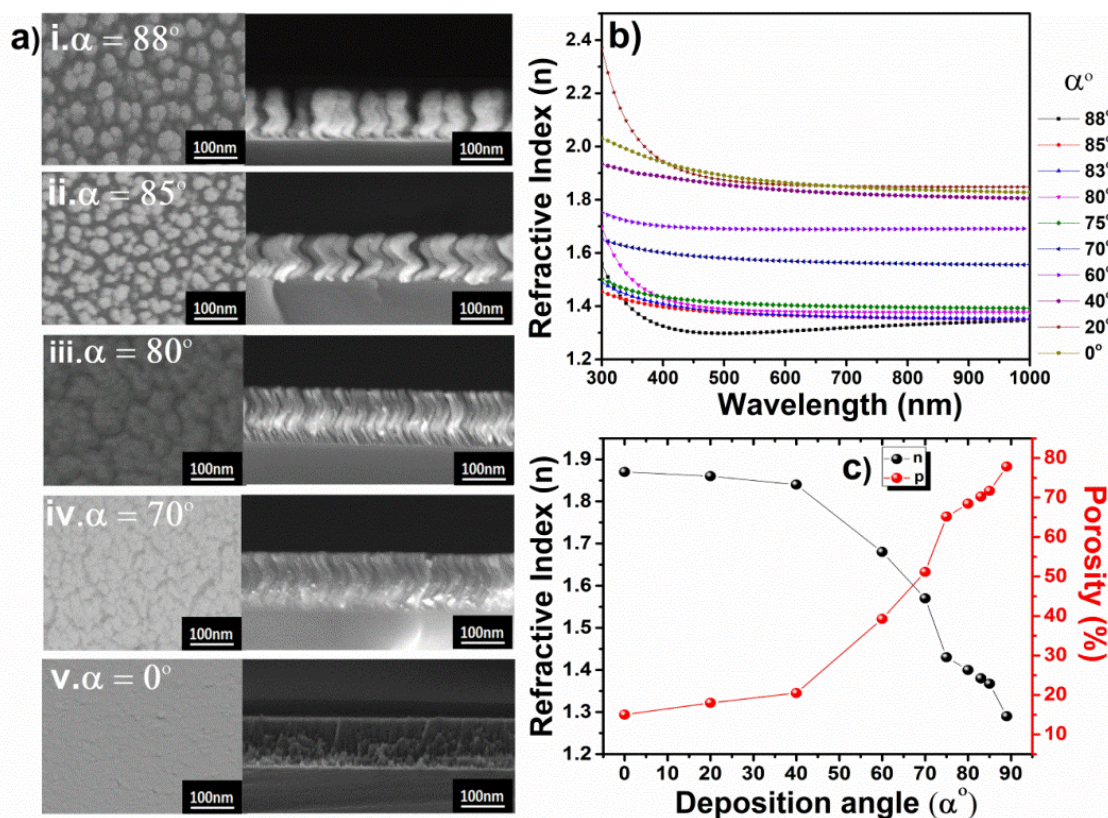 a)
i.α = 88°
100nm
100nm
ii.α = 85°
100nm
100nm
iii.α = 80°
100nm
100nm
iv.α = 70°
100nm
100nm
v.α = 0°
100nm
100nm
b)
Refractive Index (n)
2.4
2.2
2.0
1.8
1.6
1.4
1.2
300 400 500 600 700 800 900 1000
Wavelength (nm)
α°
88°
85°
83°
80°
75°
70°
60°
40°
20°
0°
c)
n
p
Refractive Index (n)
1.9
1.8
1.7
1.6
1.5
1.4
1.3
1.2
Porosity (%)
80
70
60
50
40
30
20
10
0 10 20 30 40 50 60 70 80 90
Deposition angle (α°)